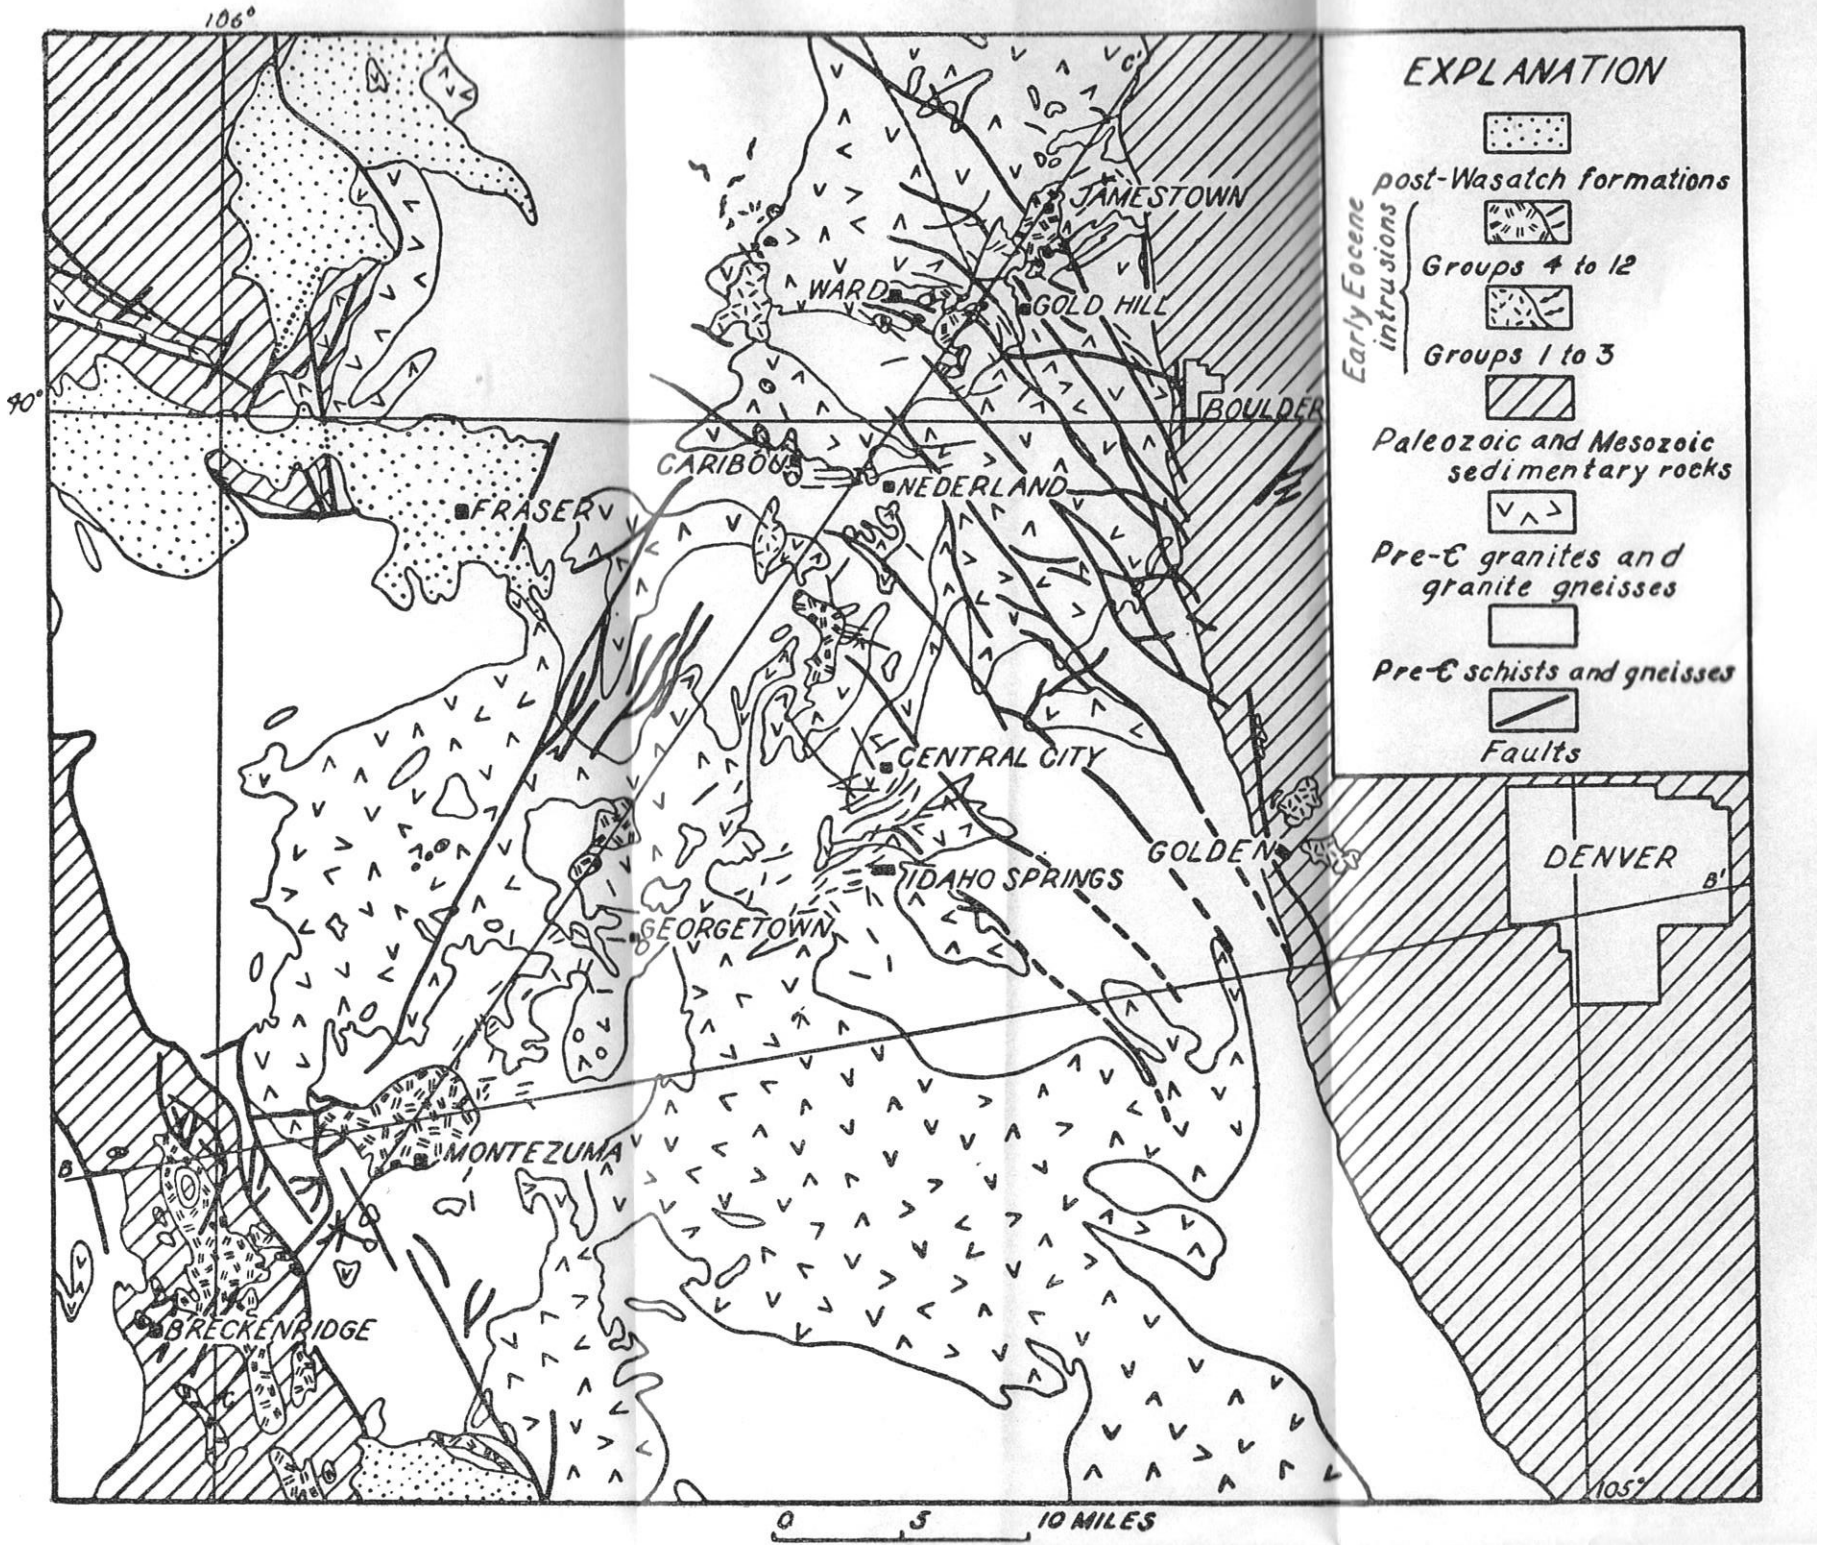 106°
EXPLANATION
post-Wasatch formations
Early Eocene
intrusions
Groups 4 to 12
Groups 1 to 3
Paleozoic and Mesozoic
sedimentary rocks
Pre-Є granites and
granite gneisses
Pre-Є schists and gneisses
Faults
C'
JAMESTOWN
WARD
GOLD HILL
40°
BOULDER
CARIBOU
NEDERLAND
FRASER
CENTRAL CITY
GOLDEN
DENVER
B'
IDAHO SPRINGS
GEORGETOWN
B
MONTEZUMA
BRECKENRIDGE
C
105°
0 5 10 MILES